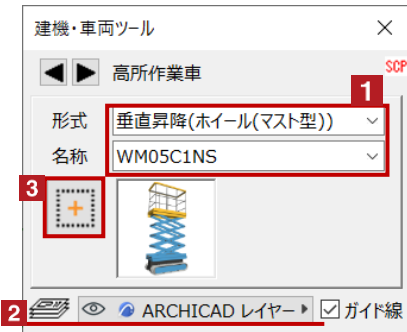 建機・車両ツール
高所作業車
SCP
1
形式 垂直昇降(ホイール(マスト型))
名称 WM05C1NS
3
2 ARCHICAD レイヤー ガイド線